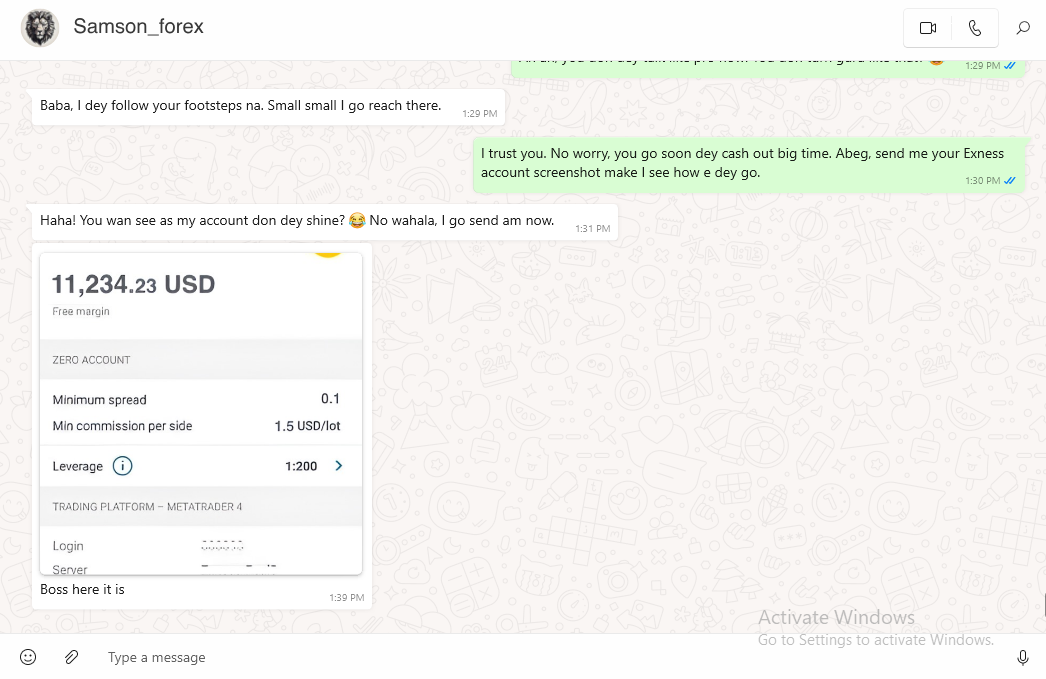 Samson_forex
1:29 PM
Baba, I dey follow your footsteps na. Small small I go reach there.
1:29 PM
I trust you. No worry, you go soon dey cash out big time. Abeg, send me your Exness
account screenshot make I see how e dey go.
1:30 PM
Haha! You wan see as my account don dey shine? 😂 No wahala, I go send am now.
1:31 PM
11,234.23 USD
Free margin
ZERO ACCOUNT
Minimum spread 0.1
Min commission per side 1.5 USD/lot
Leverage 1:200
TRADING PLATFORM – METATRADER 4
Login
Server
Boss here it is
1:39 PM
Activate Windows
Go to Settings to activate Windows.
Type a message